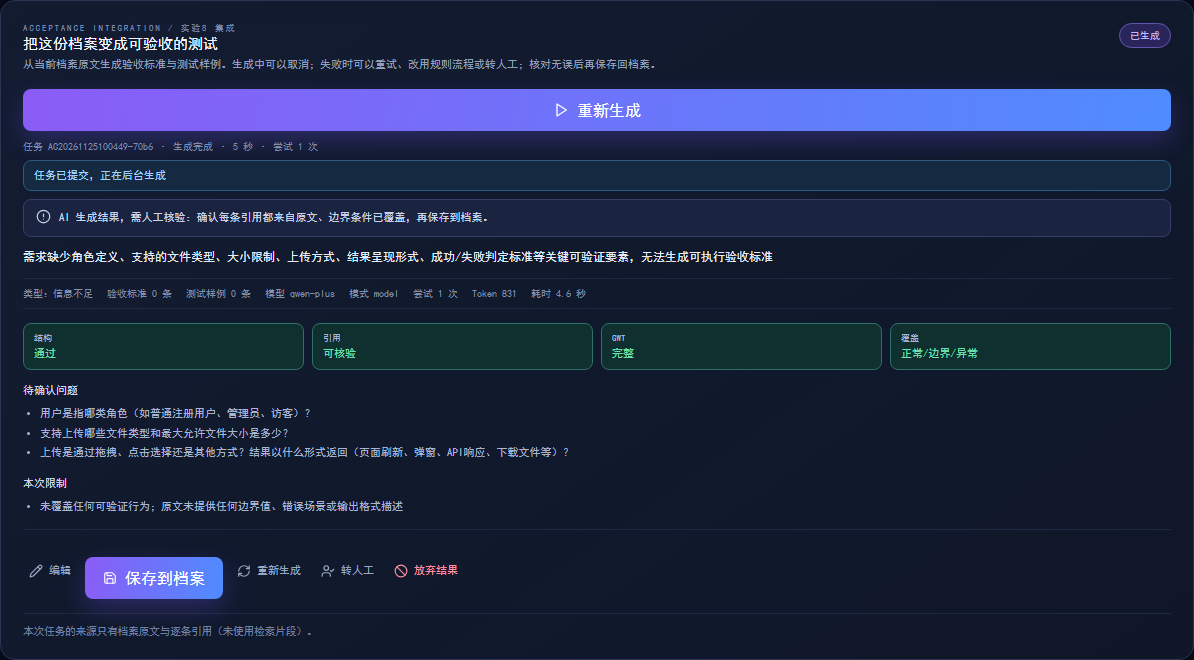 ACCEPTANCE INTEGRATION / 实验8 集成
把这份档案变成可验收的测试
已生成
从当前档案原文生成验收标准与测试样例。生成中可以取消；失败时可以重试、改用规则流程或转人工；核对无误后再保存回档案。
重新生成
任务 AC20261125100449-70b6 · 生成完成 · 5 秒 · 尝试 1 次
任务已提交，正在后台生成
AI 生成结果，需人工核验：确认每条引用都来自原文、边界条件已覆盖，再保存到档案。
需求缺少角色定义、支持的文件类型、大小限制、上传方式、结果呈现形式、成功/失败判定标准等关键可验证要素，无法生成可执行验收标准
类型：信息不足 验收标准 0 条 测试样例 0 条 模型 qwen-plus 模式 model 尝试 1 次 Token 831 耗时 4.6 秒
结构 引用 GWT 覆盖
通过 可核验 完整 正常/边界/异常
待确认问题
• 用户是指哪类角色（如普通注册用户、管理员、访客）？
• 支持上传哪些文件类型和最大允许文件大小是多少？
• 上传是通过拖拽、点击选择还是其他方式？结果以什么形式返回（页面刷新、弹窗、API响应、下载文件等）？
本次限制
• 未覆盖任何可验证行为；原文未提供任何边界值、错误场景或输出格式描述
编辑 保存到档案 重新生成 转人工 放弃结果
本次任务的来源只有档案原文与逐条引用（未使用检索片段）。